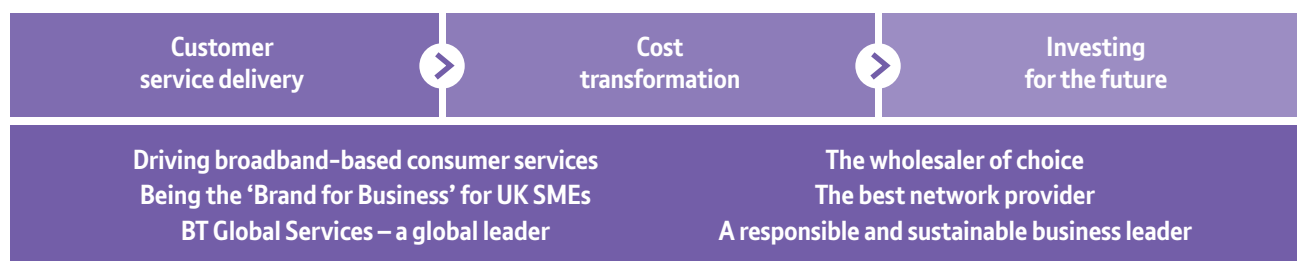 Customer
service delivery
Cost
transformation
Investing
for the future
Driving broadband-based consumer services
Being the ‘Brand for Business’ for UK SMEs
BT Global Services – a global leader
The wholesaler of choice
The best network provider
A responsible and sustainable business leader